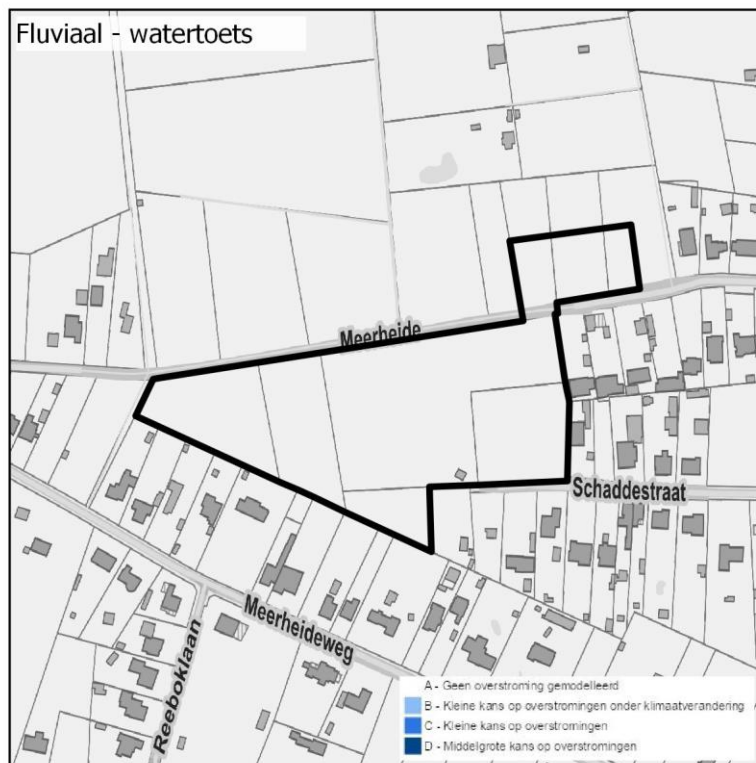 Fluviaal - watertoets
Meerheide
Schaddestraat
Meerheideweg
Reeboklaan
A - Geen overstroming gemodelleerd
B - Kleine kans op overstromingen onder klimaatverandering
C - Kleine kans op overstromingen
D - Middelgrote kans op overstromingen